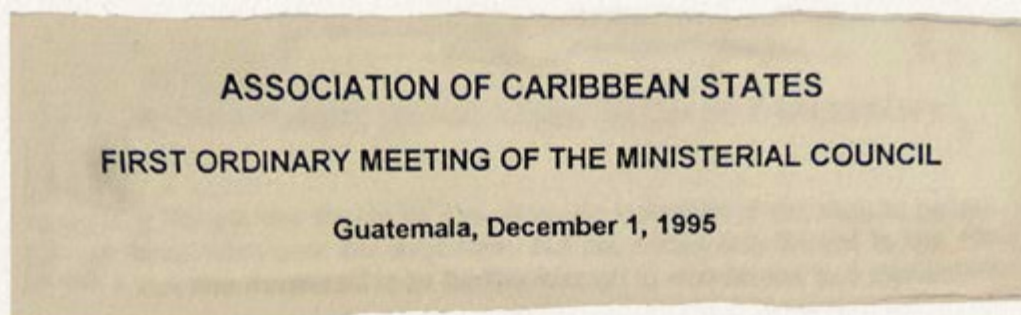 ASSOCIATION OF CARIBBEAN STATES
FIRST ORDINARY MEETING OF THE MINISTERIAL COUNCIL
Guatemala, December 1, 1995